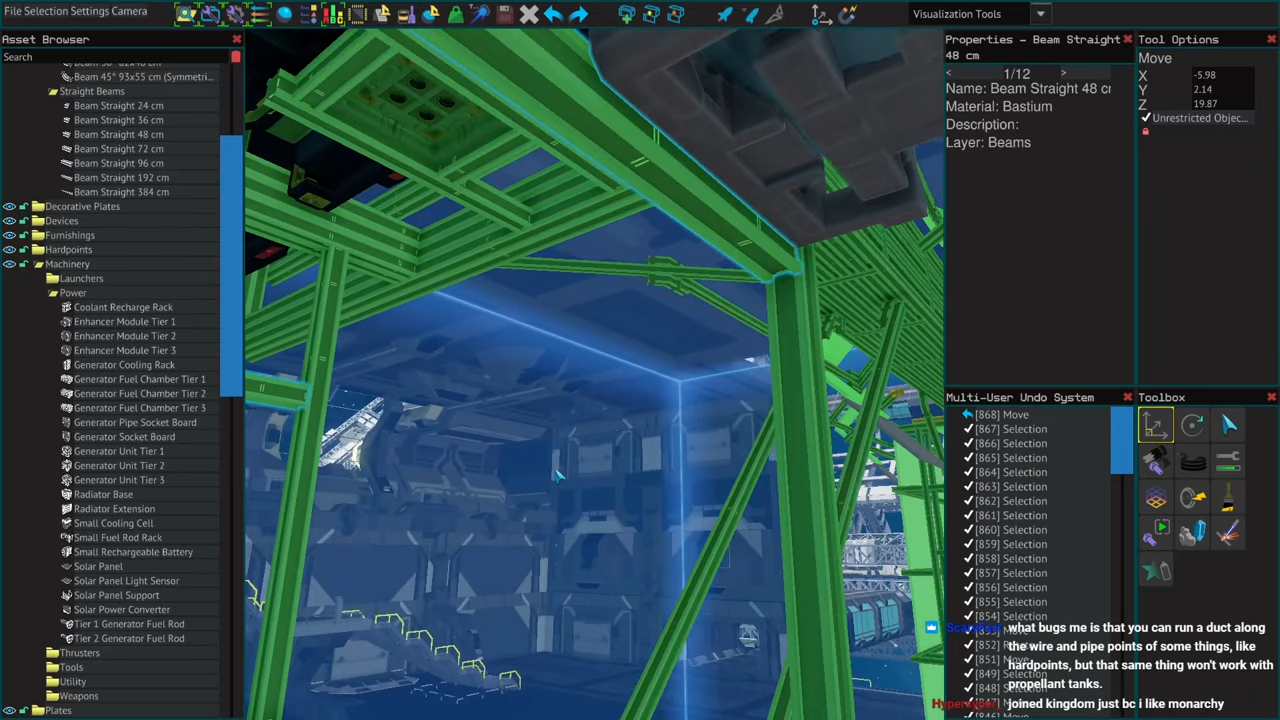 File Selection Settings Camera
Visualization Tools
Asset Browser
Search
Beam 45° 93x55 cm (Symmetri...
Straight Beams
Beam Straight 24 cm
Beam Straight 36 cm
Beam Straight 48 cm
Beam Straight 72 cm
Beam Straight 96 cm
Beam Straight 192 cm
Beam Straight 384 cm
Decorative Plates
Devices
Furnishings
Hardpoints
Machinery
Launchers
Power
Coolant Recharge Rack
Enhancer Module Tier 1
Enhancer Module Tier 2
Enhancer Module Tier 3
Generator Cooling Rack
Generator Fuel Chamber Tier 1
Generator Fuel Chamber Tier 2
Generator Fuel Chamber Tier 3
Generator Pipe Socket Board
Generator Socket Board
Generator Unit Tier 1
Generator Unit Tier 2
Generator Unit Tier 3
Radiator Base
Radiator Extension
Small Cooling Cell
Small Fuel Rod Rack
Small Rechargeable Battery
Solar Panel
Solar Panel Light Sensor
Solar Panel Support
Solar Power Converter
Tier 1 Generator Fuel Rod
Tier 2 Generator Fuel Rod
Thrusters
Tools
Utility
Weapons
Plates
Properties - Beam Straight
48 cm
< 1/12 >
Name: Beam Straight 48 cr
Material: Bastium
Description:
Layer: Beams
Tool Options
Move
X -5.98
Y 2.14
Z 19.87
Unrestricted Objec...
Multi-User Undo System
[868] Move
[867] Selection
[866] Selection
[865] Selection
[864] Selection
[863] Selection
[862] Selection
[861] Selection
[860] Selection
[859] Selection
[858] Selection
[857] Selection
[856] Selection
[855] Selection
[854] Selection
Toolbox
what bugs me is that you can run a duct along
the wire and pipe points of some things, like
hardpoints, but that same thing won't work with
propellant tanks.
joined kingdom just bc i like monarchy